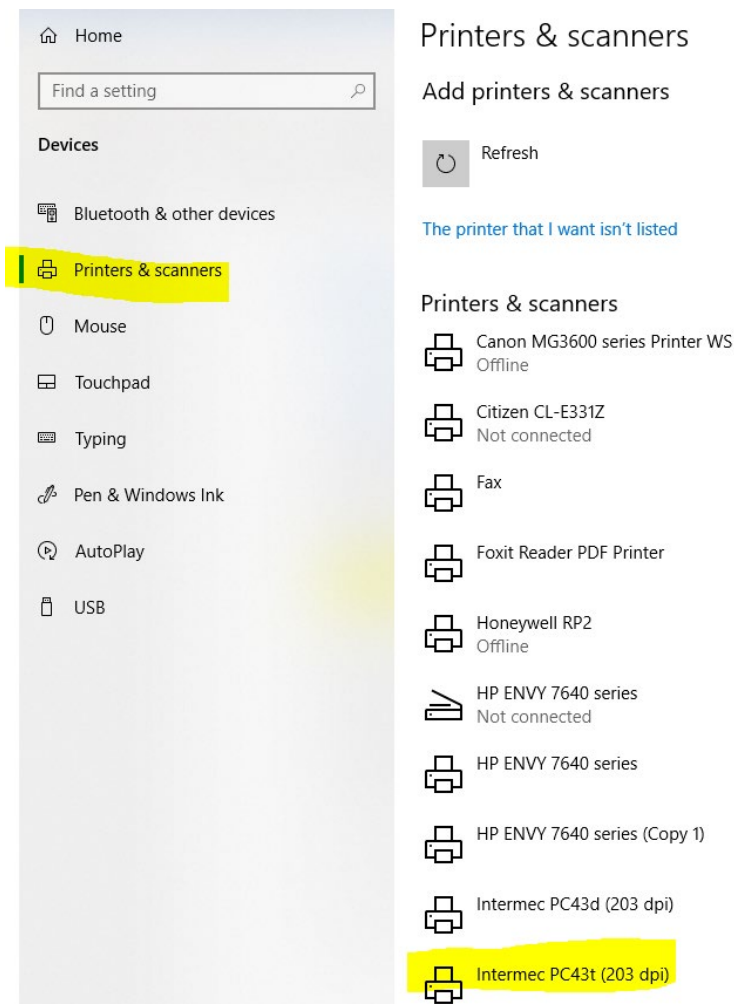 Home
Find a setting
Devices
Bluetooth & other devices
Printers & scanners
Mouse
Touchpad
Typing
Pen & Windows Ink
AutoPlay
USB
Printers & scanners
Add printers & scanners
Refresh
The printer that I want isn't listed
Printers & scanners
Canon MG3600 series Printer WS
Offline
Citizen CL-E331Z
Not connected
Fax
Foxit Reader PDF Printer
Honeywell RP2
Offline
HP ENVY 7640 series
Not connected
HP ENVY 7640 series
HP ENVY 7640 series (Copy 1)
Intermec PC43d (203 dpi)
Intermec PC43t (203 dpi)